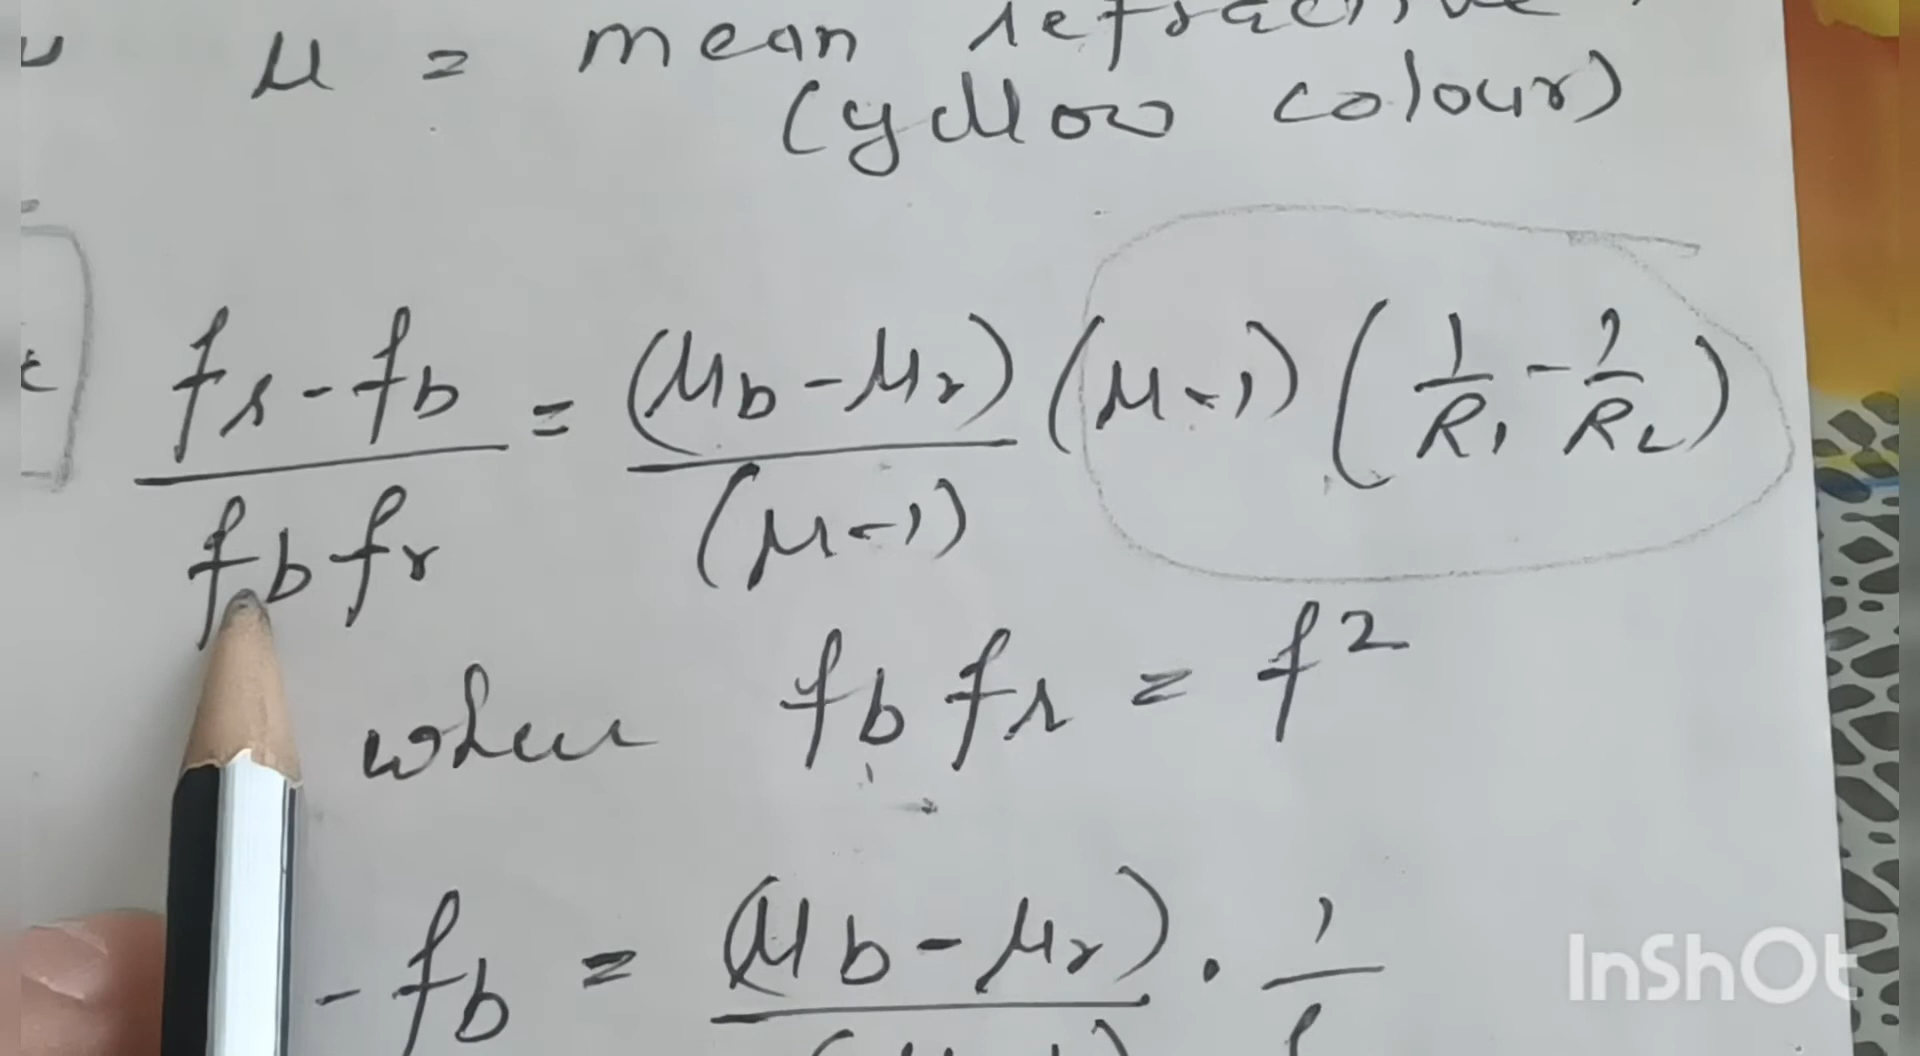 μ = mean refractive
(yellow colour)
fr - fb / fb fr = (μb - μr) / (μ-1) (μ-1) (1/R1 - 1/R2)
where fb fr = f²
- fb = (μb - μr) . 1
InShOt